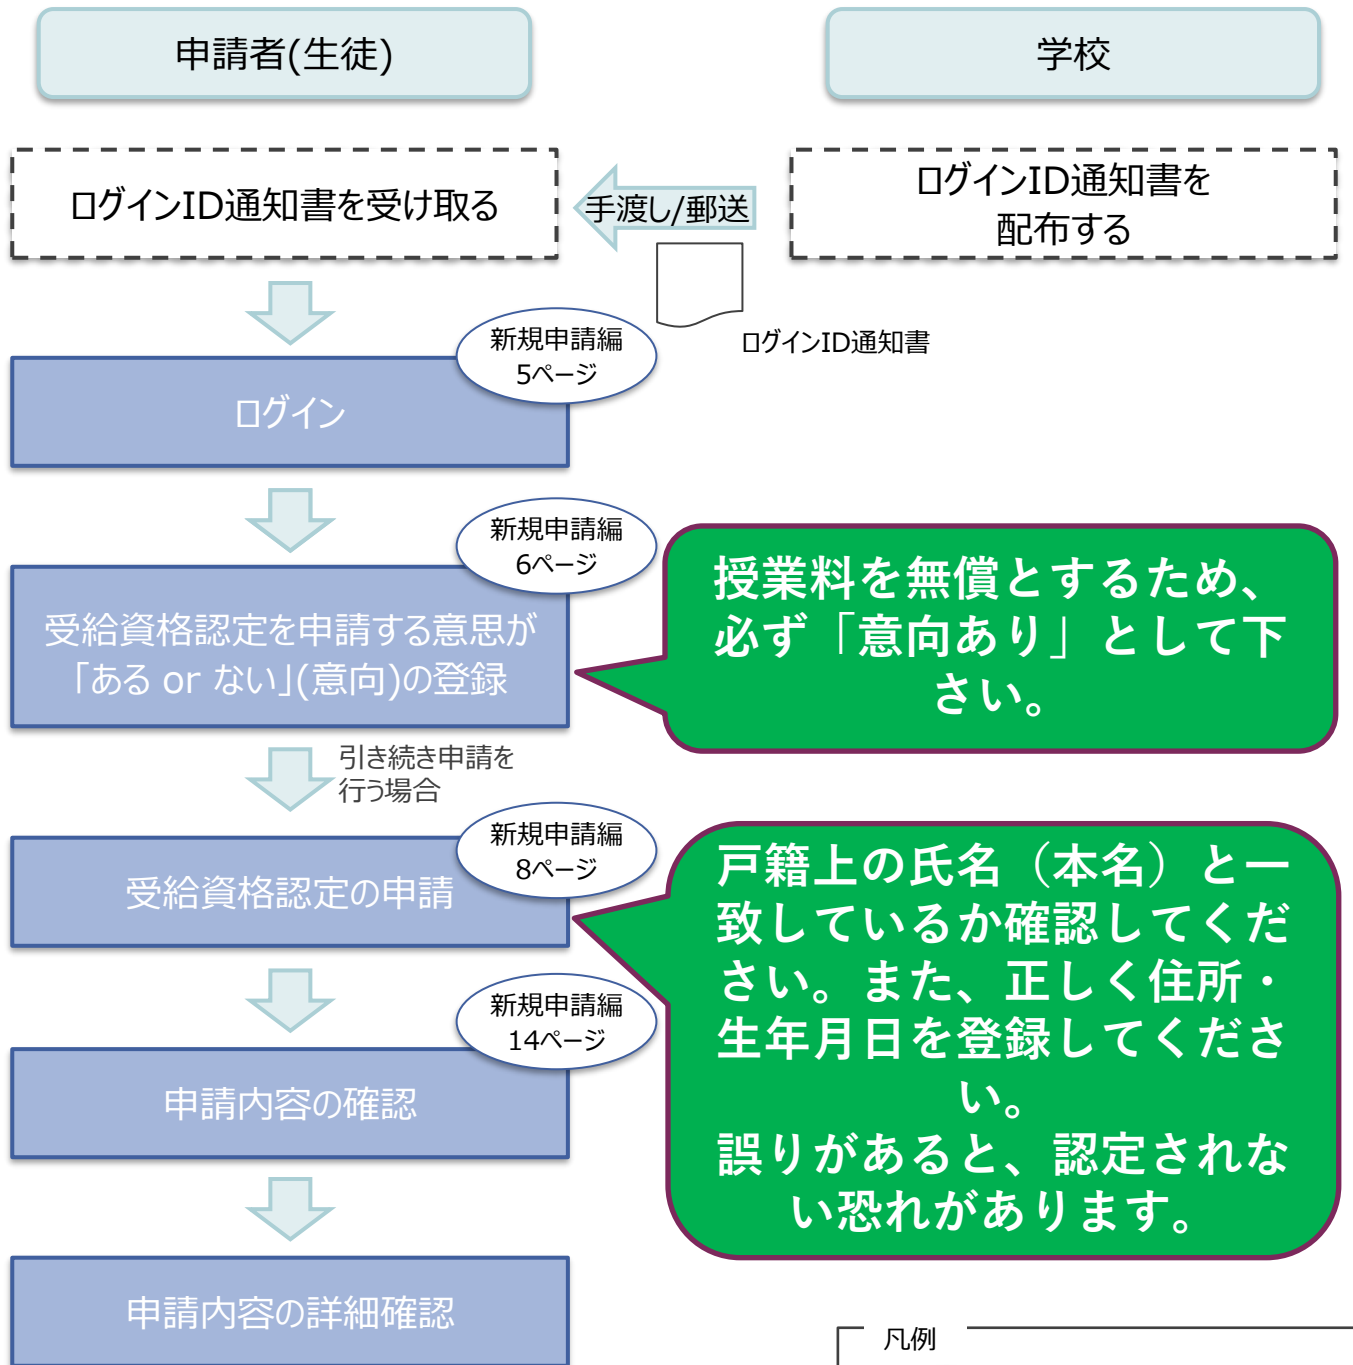 申請者(生徒)
学校
ログインID通知書を受け取る
手渡し/郵送
ログインID通知書を
配布する
ログインID通知書
新規申請編
5ページ
ログイン
新規申請編
6ページ
受給資格認定を申請する意思が
「ある or ない」(意向)の登録
授業料を無償とするため、
必ず「意向あり」として下
さい。
引き続き申請を
行う場合
新規申請編
8ページ
受給資格認定の申請
戸籍上の氏名（本名）と一
致しているか確認してくだ
さい。また、正しく住所・
生年月日を登録してくださ
い。
誤りがあると、認定されな
い恐れがあります。
新規申請編
14ページ
申請内容の確認
申請内容の詳細確認
凡例